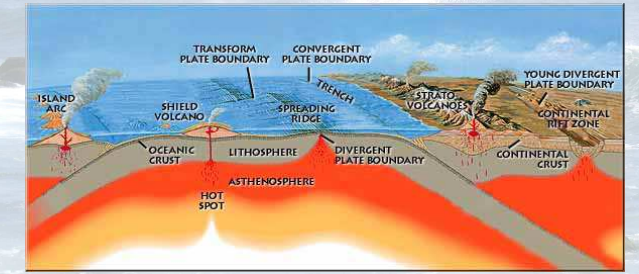 TRANSFORM
PLATE BOUNDARY
CONVERGENT
PLATE BOUNDARY
TRENCH
ISLAND
ARC
SHIELD
VOLCANO
SPREADING
RIDGE
STRATO-
VOLCANOES
YOUNG DIVERGENT
PLATE BOUNDARY
CONTINENTAL
RIFT ZONE
OCEANIC
CRUST
LITHOSPHERE
DIVERGENT
PLATE BOUNDARY
CONTINENTAL
CRUST
ASTHENOSPHERE
HOT
SPOT